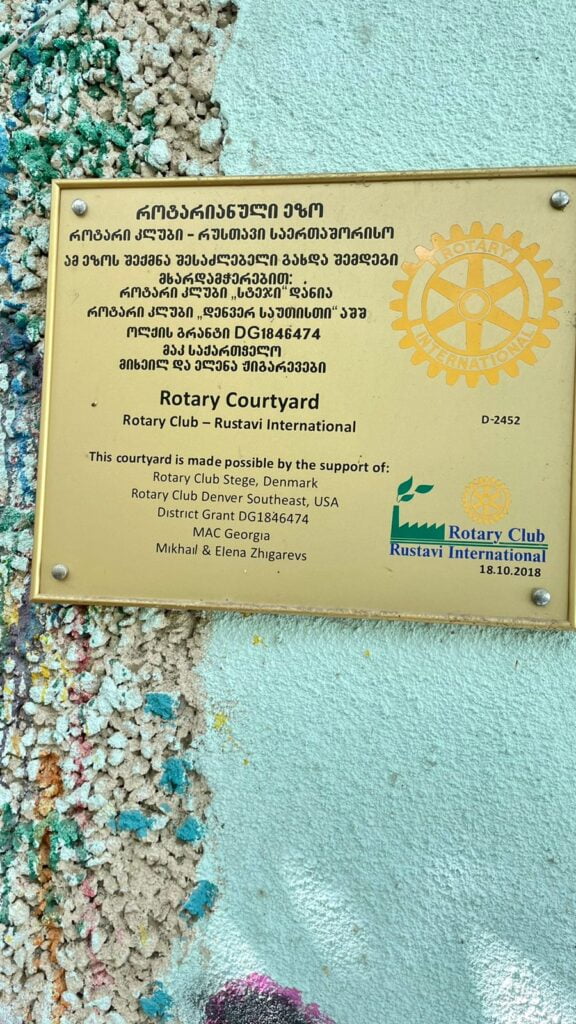 როტარიანული ეზო
როტარი კლუბი - რუსთავი საერთაშორისო
ამ ეზოს შექმნა შესაძლებელი გახდა შემდეგი
მხარდამჭერებით:
როტარი კლუბი „სტეჯი“ დანია
როტარი კლუბი „დენვერ საუთისთი“ აშშ
ოლქის გრანტი DG1846474
მაკ საქართველო
მიხეილ და ელენა ჟიგარევები
ROTARY
INTERNATIONAL
Rotary Courtyard
Rotary Club – Rustavi International
D-2452
This courtyard is made possible by the support of:
Rotary Club Stege, Denmark
Rotary Club Denver Southeast, USA
District Grant DG1846474
MAC Georgia
Mikhail & Elena Zhigarevs
Rotary Club
Rustavi International
18.10.2018